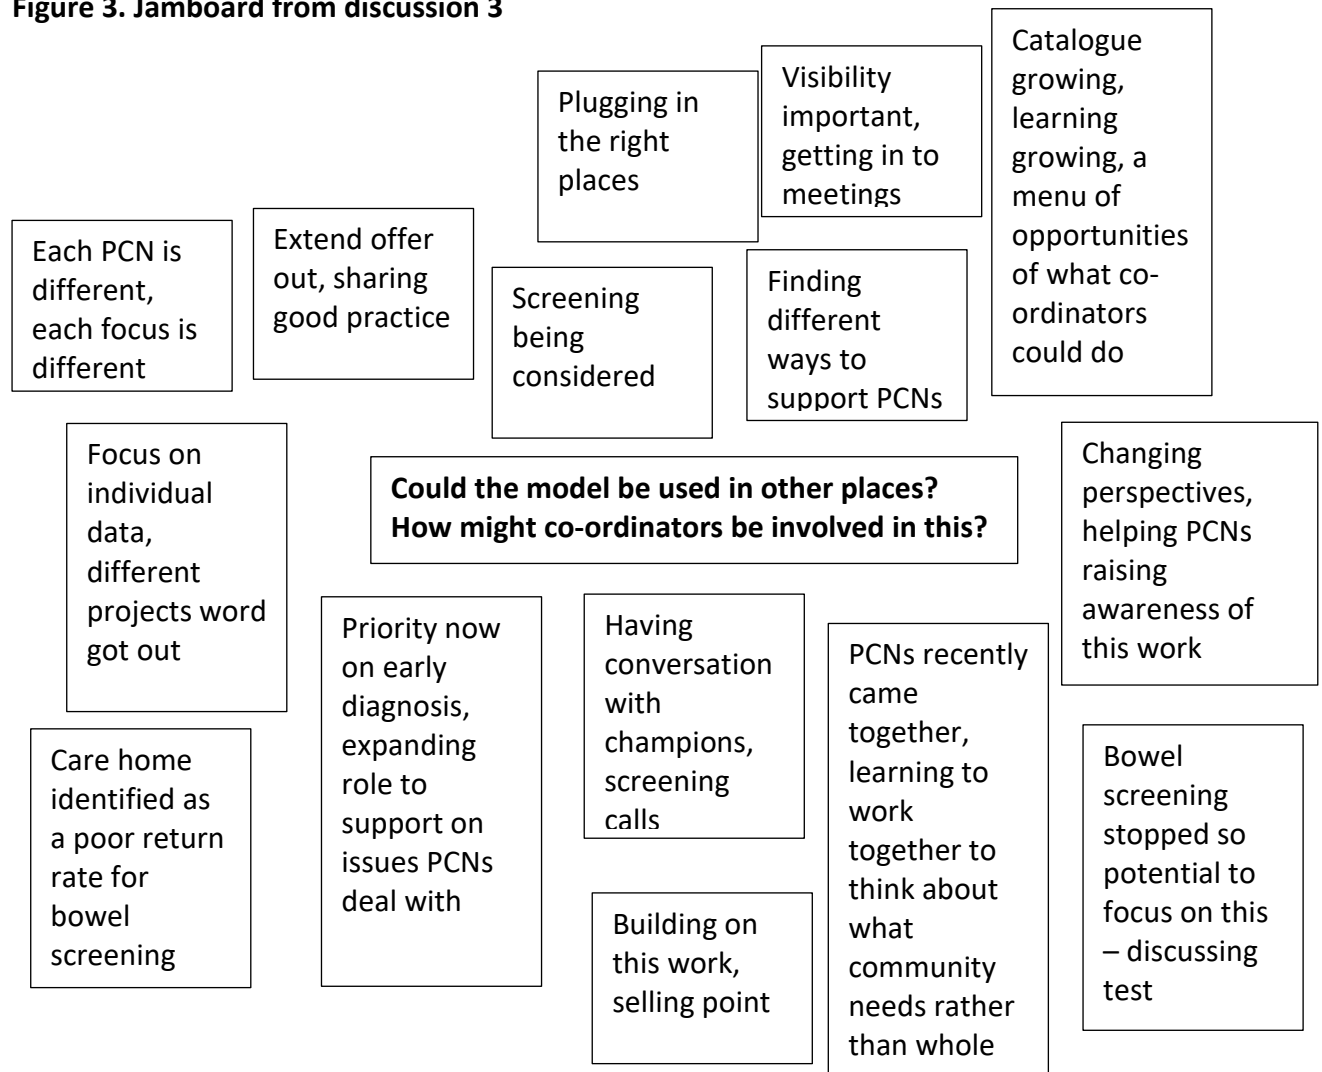 Figure 3. Jamboard from discussion 3
Plugging in
the right
places
Visibility
important,
getting in to
meetings
Catalogue
growing,
learning
growing, a
menu of
opportunities
of what co-
ordinators
could do
Each PCN is
different,
each focus is
different
Extend offer
out, sharing
good practice
Screening
being
considered
Finding
different
ways to
support PCNs
Focus on
individual
data,
different
projects word
got out
Could the model be used in other places?
How might co-ordinators be involved in this?
Changing
perspectives,
helping PCNs
raising
awareness of
this work
Priority now
on early
diagnosis,
expanding
role to
support on
issues PCNs
deal with
Having
conversation
with
champions,
screening
calls
PCNs recently
came
together,
learning to
work
together to
think about
what
community
needs rather
than whole
Care home
identified as
a poor return
rate for
bowel
screening
Building on
this work,
selling point
Bowel
screening
stopped so
potential to
focus on this
– discussing
test